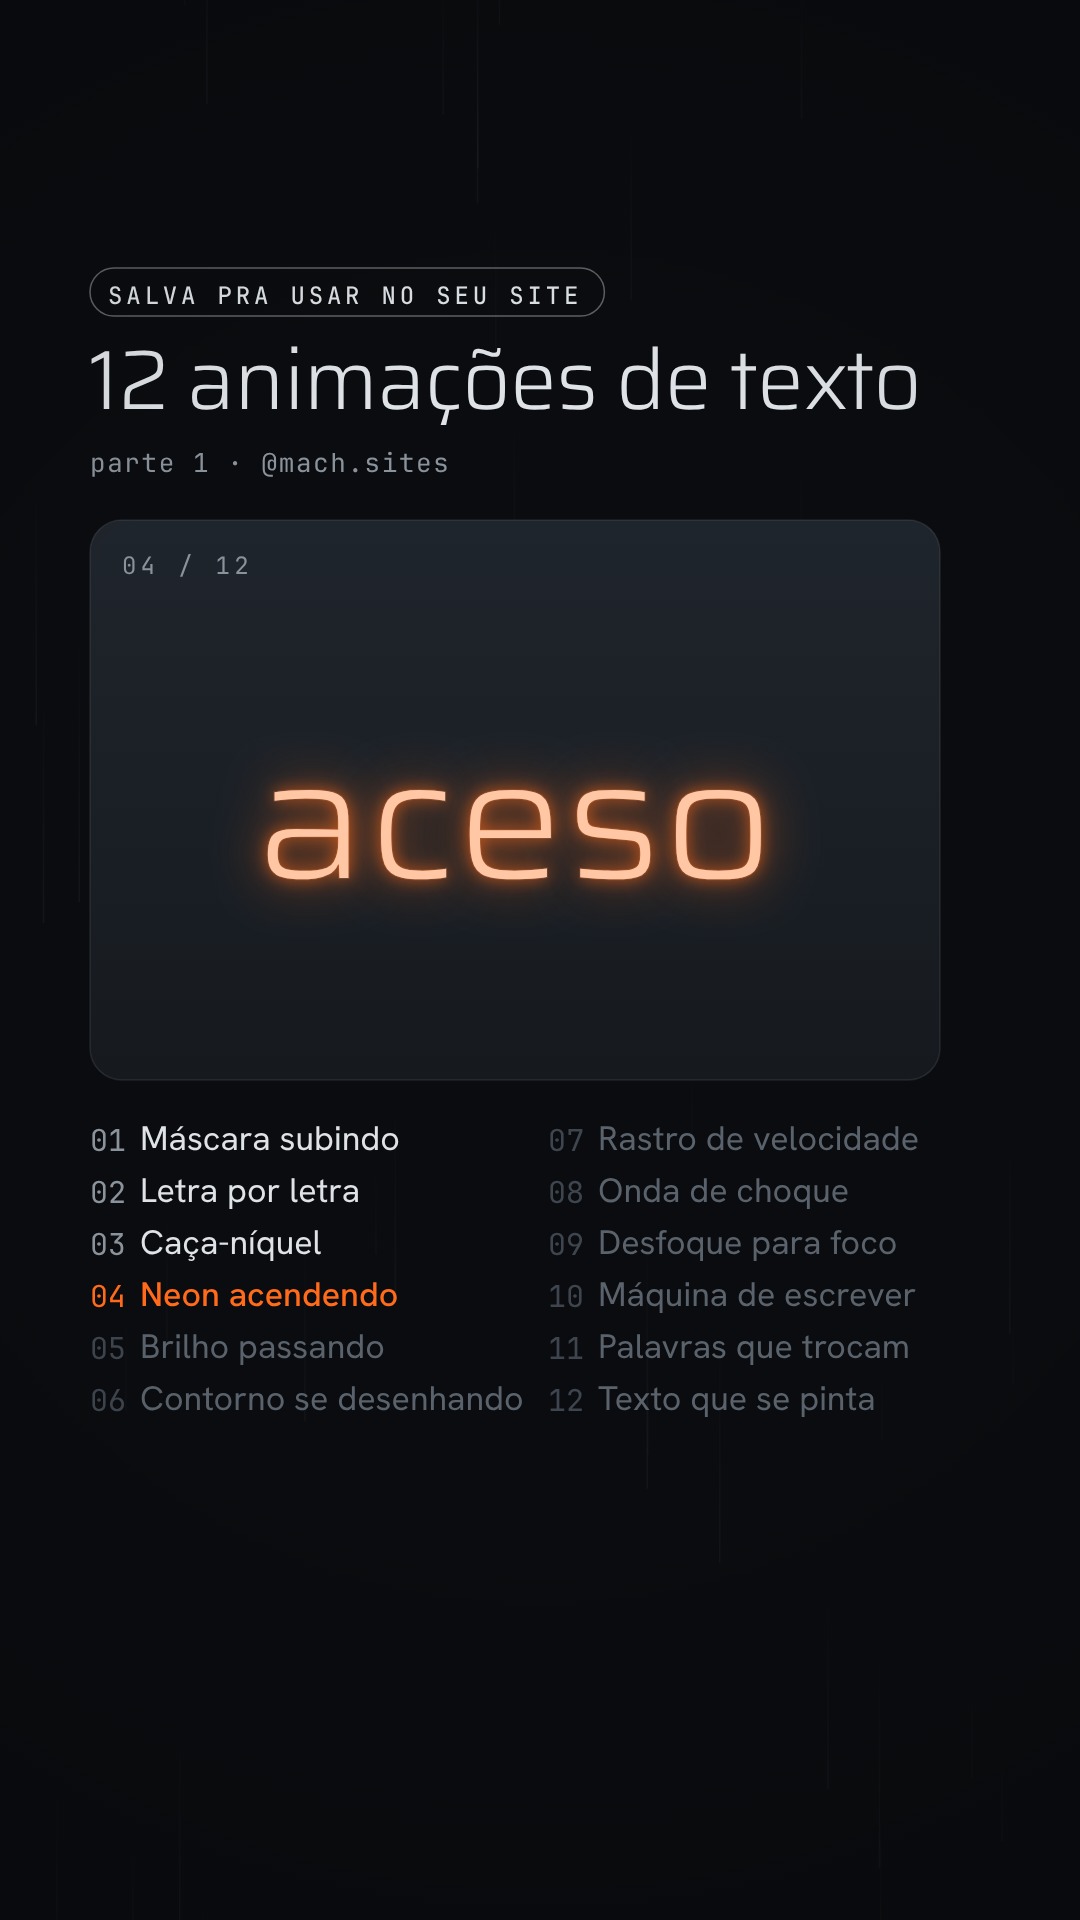 SALVA PRA USAR NO SEU SITE
12 animações de texto
parte 1 · @mach.sites
04 / 12
aceso
01 Máscara subindo
02 Letra por letra
03 Caça-níquel
04 Neon acendendo
05 Brilho passando
06 Contorno se desenhando
07 Rastro de velocidade
08 Onda de choque
09 Desfoque para foco
10 Máquina de escrever
11 Palavras que trocam
12 Texto que se pinta